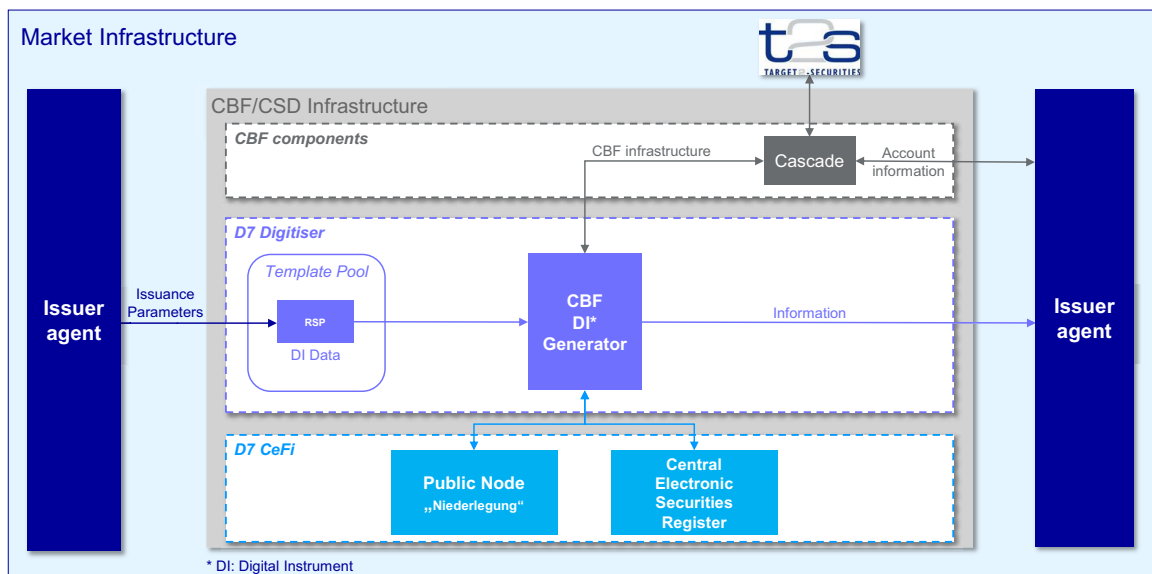 Market Infrastructure
t2s
TARGET2-SECURITIES
CBF/CSD Infrastructure
CBF components
CBF infrastructure
Cascade
Account
information
D7 Digitiser
Template Pool
Issuer
agent
Issuance
Parameters
RSP
DI Data
CBF
DI*
Generator
Information
Issuer
agent
D7 CeFi
Public Node
„Niederlegung“
Central
Electronic
Securities
Register
* DI: Digital Instrument